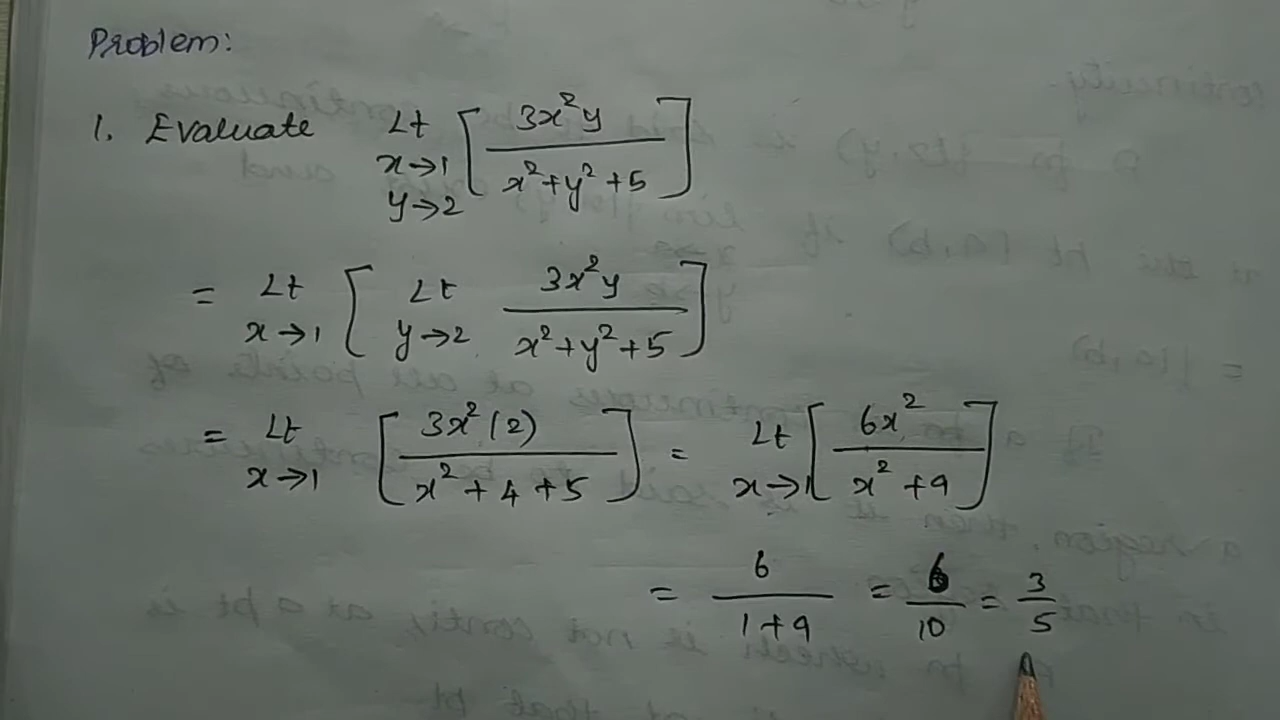 Problem:
1. Evaluate Lt x→1 y→2 [ 3x²y / x²+y²+5 ]
= Lt x→1 [ Lt y→2 3x²y / x²+y²+5 ]
= Lt x→1 [ 3x²(2) / x²+4+5 ] = Lt x→1 [ 6x² / x²+9 ]
= 6 / 1+9 = 6 / 10 = 3 / 5